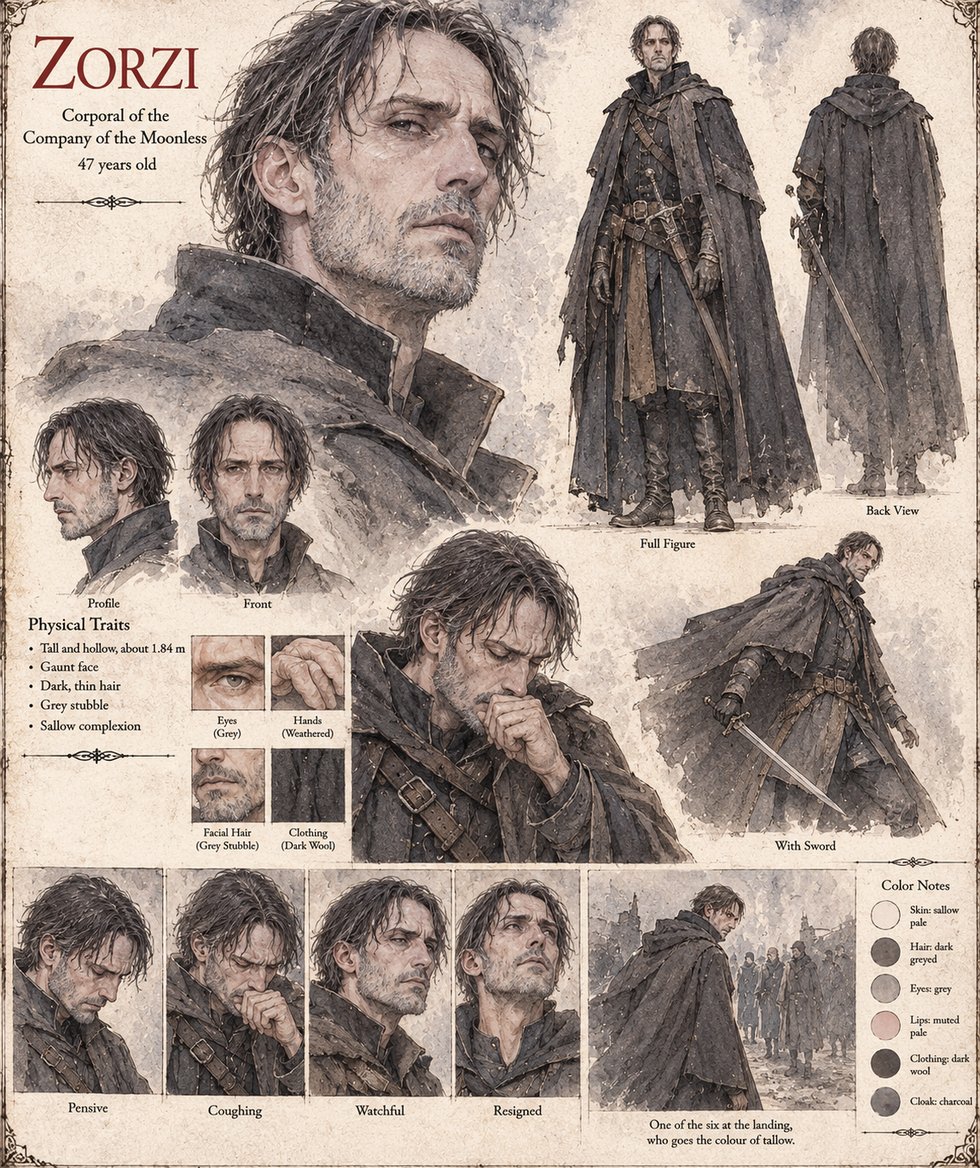 ZORZI
Corporal of the
Company of the Moonless
47 years old
Full Figure
Back View
Profile
Front
Physical Traits
• Tall and hollow, about 1.84 m
• Gaunt face
• Dark, thin hair
• Grey stubble
• Sallow complexion
Eyes
(Grey)
Hands
(Weathered)
Facial Hair
(Grey Stubble)
Clothing
(Dark Wool)
With Sword
Pensive
Coughing
Watchful
Resigned
One of the six at the landing,
who goes the colour of tallow.
Color Notes
Skin: sallow
pale
Hair: dark
greyed
Eyes: grey
Lips: muted
pale
Clothing: dark
wool
Cloak: charcoal